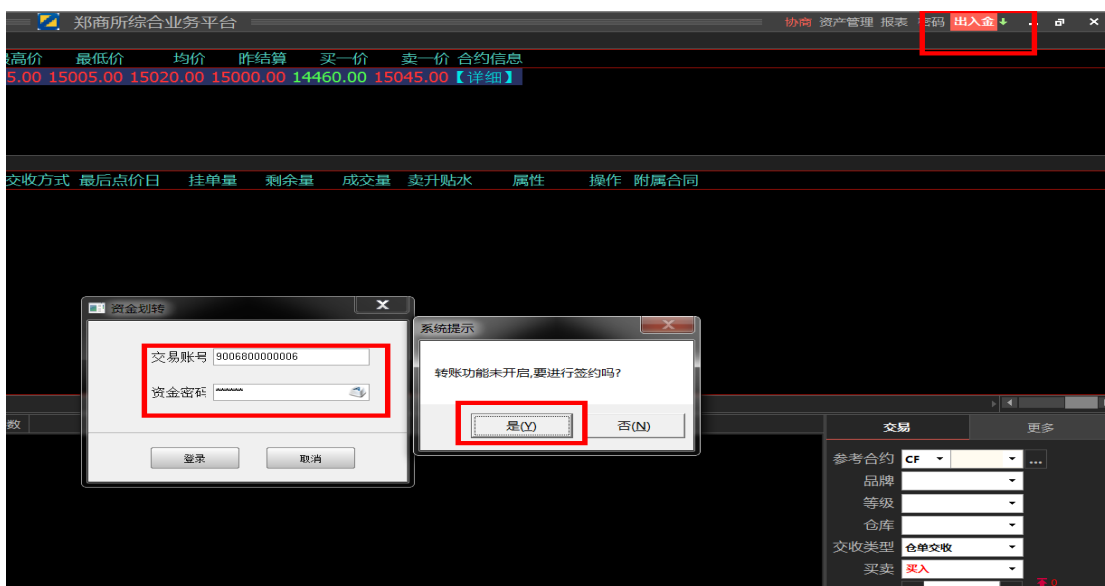 郑商所综合业务平台 协商 资产管理 报表 密码 出入金
最高价 最低价 均价 昨结算 买一价 卖一价 合约信息
5.00 15005.00 15020.00 15000.00 14460.00 15045.00 【详细】
交收方式 最后点价日 挂单量 剩余量 成交量 卖升贴水 属性 操作 附属合同
资金划转
交易账号 9006800000006
资金密码 ******
登录 取消
系统提示
转账功能未开启,要进行签约吗?
是(Y) 否(N)
数
交易 更多
参考合约 CF ...
品牌
等级
仓库
交收类型 仓单交收
买卖 买入